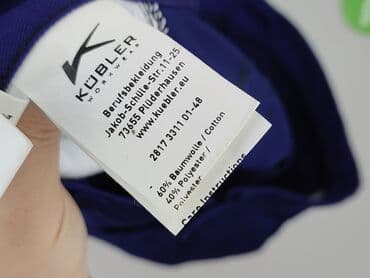 KÜBLER
WORKWEAR
Berufsbekleidung
Jakob-Schüle-Str. 11-25
73655 Plüderhausen
www.kuebler.eu
2817 3311 01-48
60% Baumwolle / Cotton
40% Polyester /
Polyester
Care Instructions